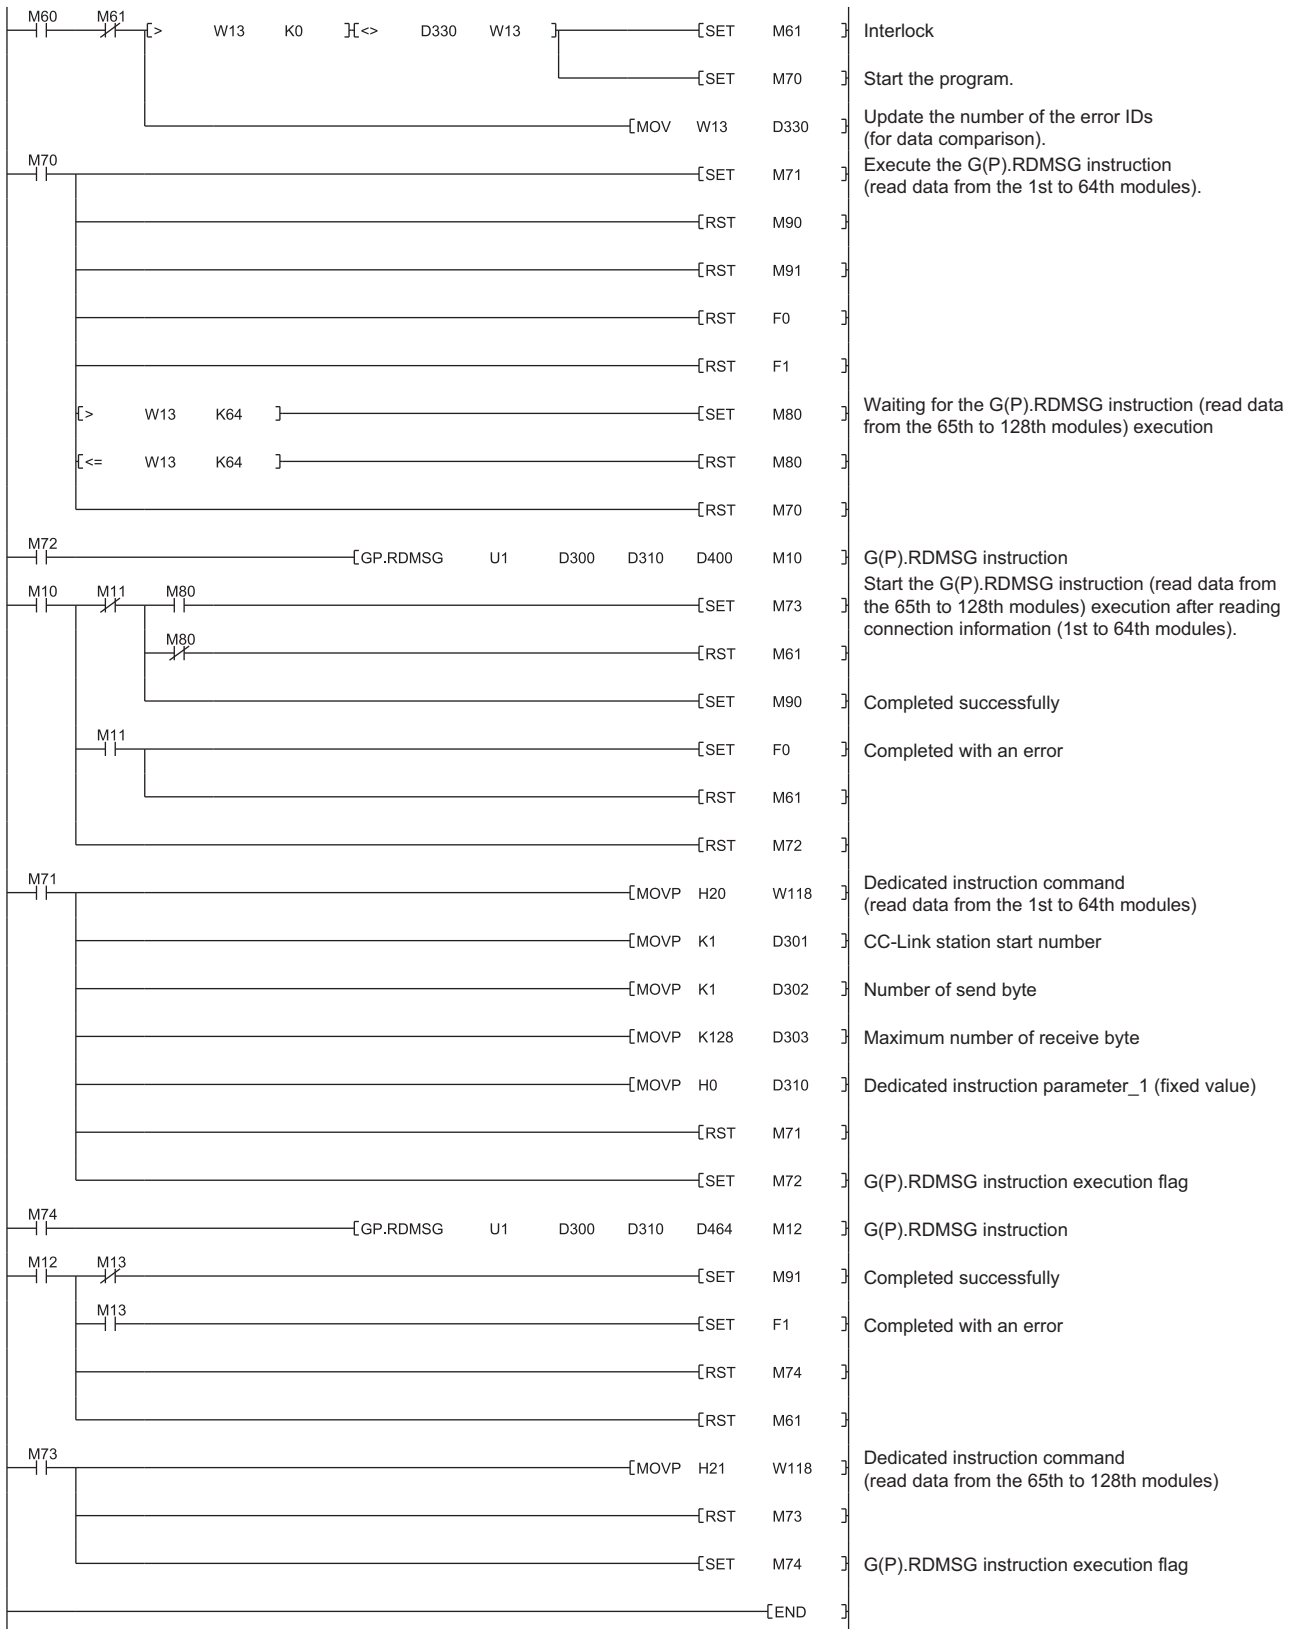 M60 M61
[> W13 K0 ][<> D330 W13 ] [SET M61 ] Interlock
[SET M70 ] Start the program.
[MOV W13 D330 ] Update the number of the error IDs
(for data comparison).
M70
[SET M71 ] Execute the G(P).RDMSG instruction
(read data from the 1st to 64th modules).
[RST M90 ]
[RST M91 ]
[RST F0 ]
[RST F1 ]
[> W13 K64 ] [SET M80 ] Waiting for the G(P).RDMSG instruction (read data
from the 65th to 128th modules) execution
[<= W13 K64 ] [RST M80 ]
[RST M70 ]
M72
[GP.RDMSG U1 D300 D310 D400 M10 ] G(P).RDMSG instruction
M10 M11 M80
[SET M73 ] Start the G(P).RDMSG instruction (read data from
the 65th to 128th modules) execution after reading
connection information (1st to 64th modules).
M80
[RST M61 ]
[SET M90 ] Completed successfully
M11
[SET F0 ] Completed with an error
[RST M61 ]
[RST M72 ]
M71
[MOVP H20 W118 ] Dedicated instruction command
(read data from the 1st to 64th modules)
[MOVP K1 D301 ] CC-Link station start number
[MOVP K1 D302 ] Number of send byte
[MOVP K128 D303 ] Maximum number of receive byte
[MOVP H0 D310 ] Dedicated instruction parameter_1 (fixed value)
[RST M71 ]
[SET M72 ] G(P).RDMSG instruction execution flag
M74
[GP.RDMSG U1 D300 D310 D464 M12 ] G(P).RDMSG instruction
M12 M13
[SET M91 ] Completed successfully
M13
[SET F1 ] Completed with an error
[RST M74 ]
[RST M61 ]
M73
[MOVP H21 W118 ] Dedicated instruction command
(read data from the 65th to 128th modules)
[RST M73 ]
[SET M74 ] G(P).RDMSG instruction execution flag
[END ]